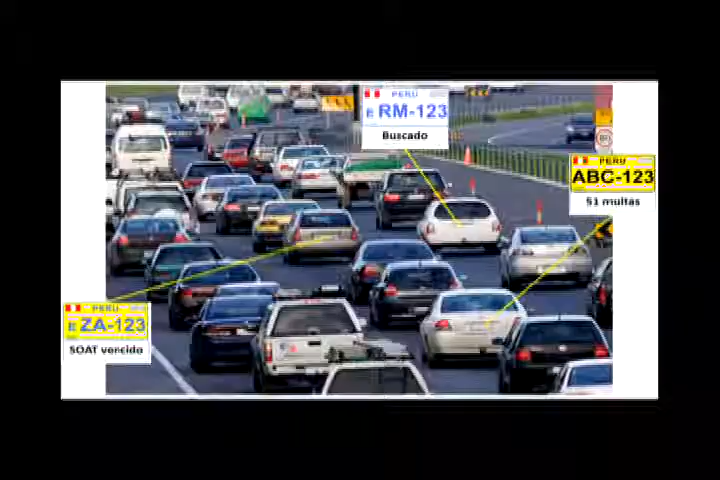 PERU
E RM-123
Buscado
PERU
ABC-123
51 multas
PERU
E ZA-123
SOAT vencido